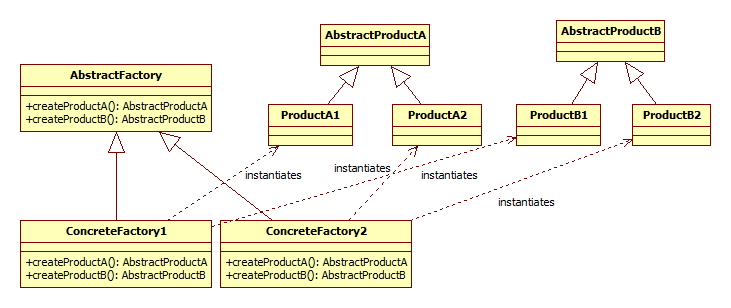 AbstractProductA
AbstractProductB
AbstractFactory
+createProductA(): AbstractProductA
+createProductB(): AbstractProductB
ProductA1
ProductA2
ProductB1
ProductB2
instantiates
instantiates
instantiates
instantiates
ConcreteFactory1
+createProductA(): AbstractProductA
+createProductB(): AbstractProductB
ConcreteFactory2
+createProductA(): AbstractProductA
+createProductB(): AbstractProductB